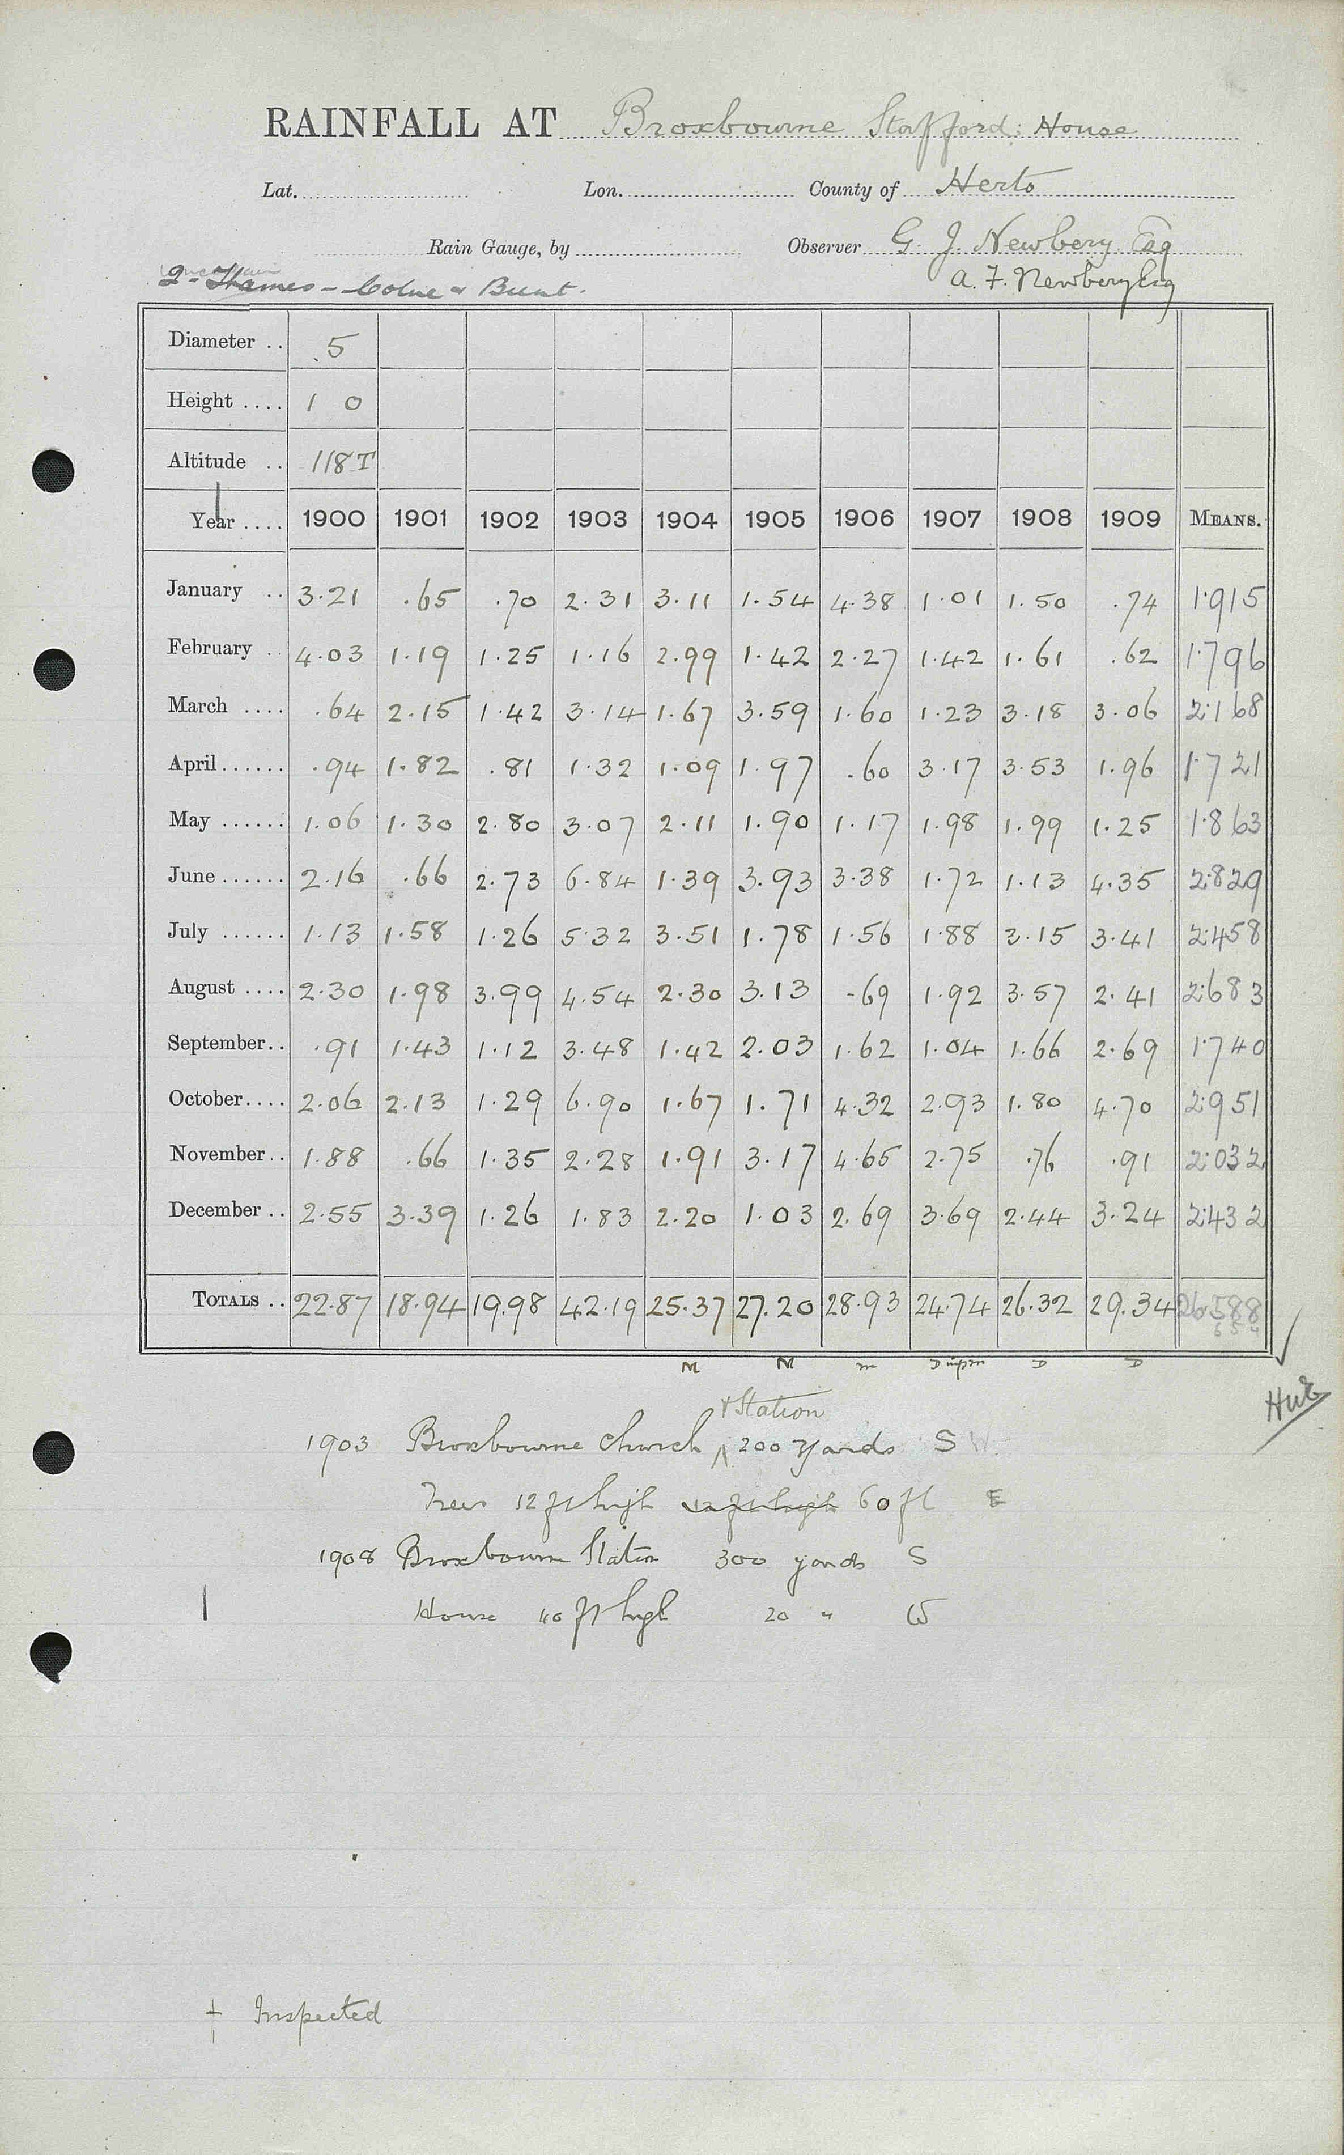 RAINFALL AT Broxbourne Stafford House
Lat. Lon. County of Herts
Rain Gauge, by Observer G. J. Newbery Esq
2- Thames - Colne & Bunt. A. F. Newbery Esq
Diameter .. 5
Height .... 1 0
Altitude .. 118 T
Year .... 1900 1901 1902 1903 1904 1905 1906 1907 1908 1909 MEANS.
January .. 3.21 .65 .70 2.31 3.11 1.54 4.38 1.01 1.50 .74 1.915
February .. 4.03 1.19 1.25 1.16 2.99 1.42 2.27 1.42 1.61 .62 1.796
March .... .64 2.15 1.42 3.14 1.67 3.59 1.60 1.23 3.18 3.06 2.168
April...... .94 1.82 .81 1.32 1.09 1.97 .60 3.17 3.53 1.96 1.721
May ...... 1.06 1.30 2.80 3.07 2.11 1.90 1.17 1.98 1.99 1.25 1.863
June...... 2.16 .66 2.73 6.84 1.39 3.93 3.38 1.72 1.13 4.35 2.829
July ...... 1.13 1.58 1.26 5.32 3.51 1.78 1.56 1.88 3.15 3.41 2.458
August .... 2.30 1.98 3.99 4.54 2.30 3.13 .69 1.92 3.57 2.41 2.683
September.. .91 1.43 1.12 3.48 1.42 2.03 1.62 1.04 1.66 2.69 1.740
October.... 2.06 2.13 1.29 6.90 1.67 1.71 4.32 2.93 1.80 4.70 2.951
November.. 1.88 .66 1.35 2.28 1.91 3.17 4.65 2.75 .76 .91 2.032
December .. 2.55 3.39 1.26 1.83 2.20 1.03 2.69 3.69 2.44 3.24 2.432
TOTALS .. 22.87 18.94 19.98 42.19 25.37 27.20 28.93 24.74 26.32 29.34 26.588
M M m D D
+ Station
1903 Broxbourne Church 200 yards S W.
Trees 12 ft high 12 ft high 60 ft E
1908 Broxbourne Station 300 yards S
House 40 ft high 20 " W
+ Inspected